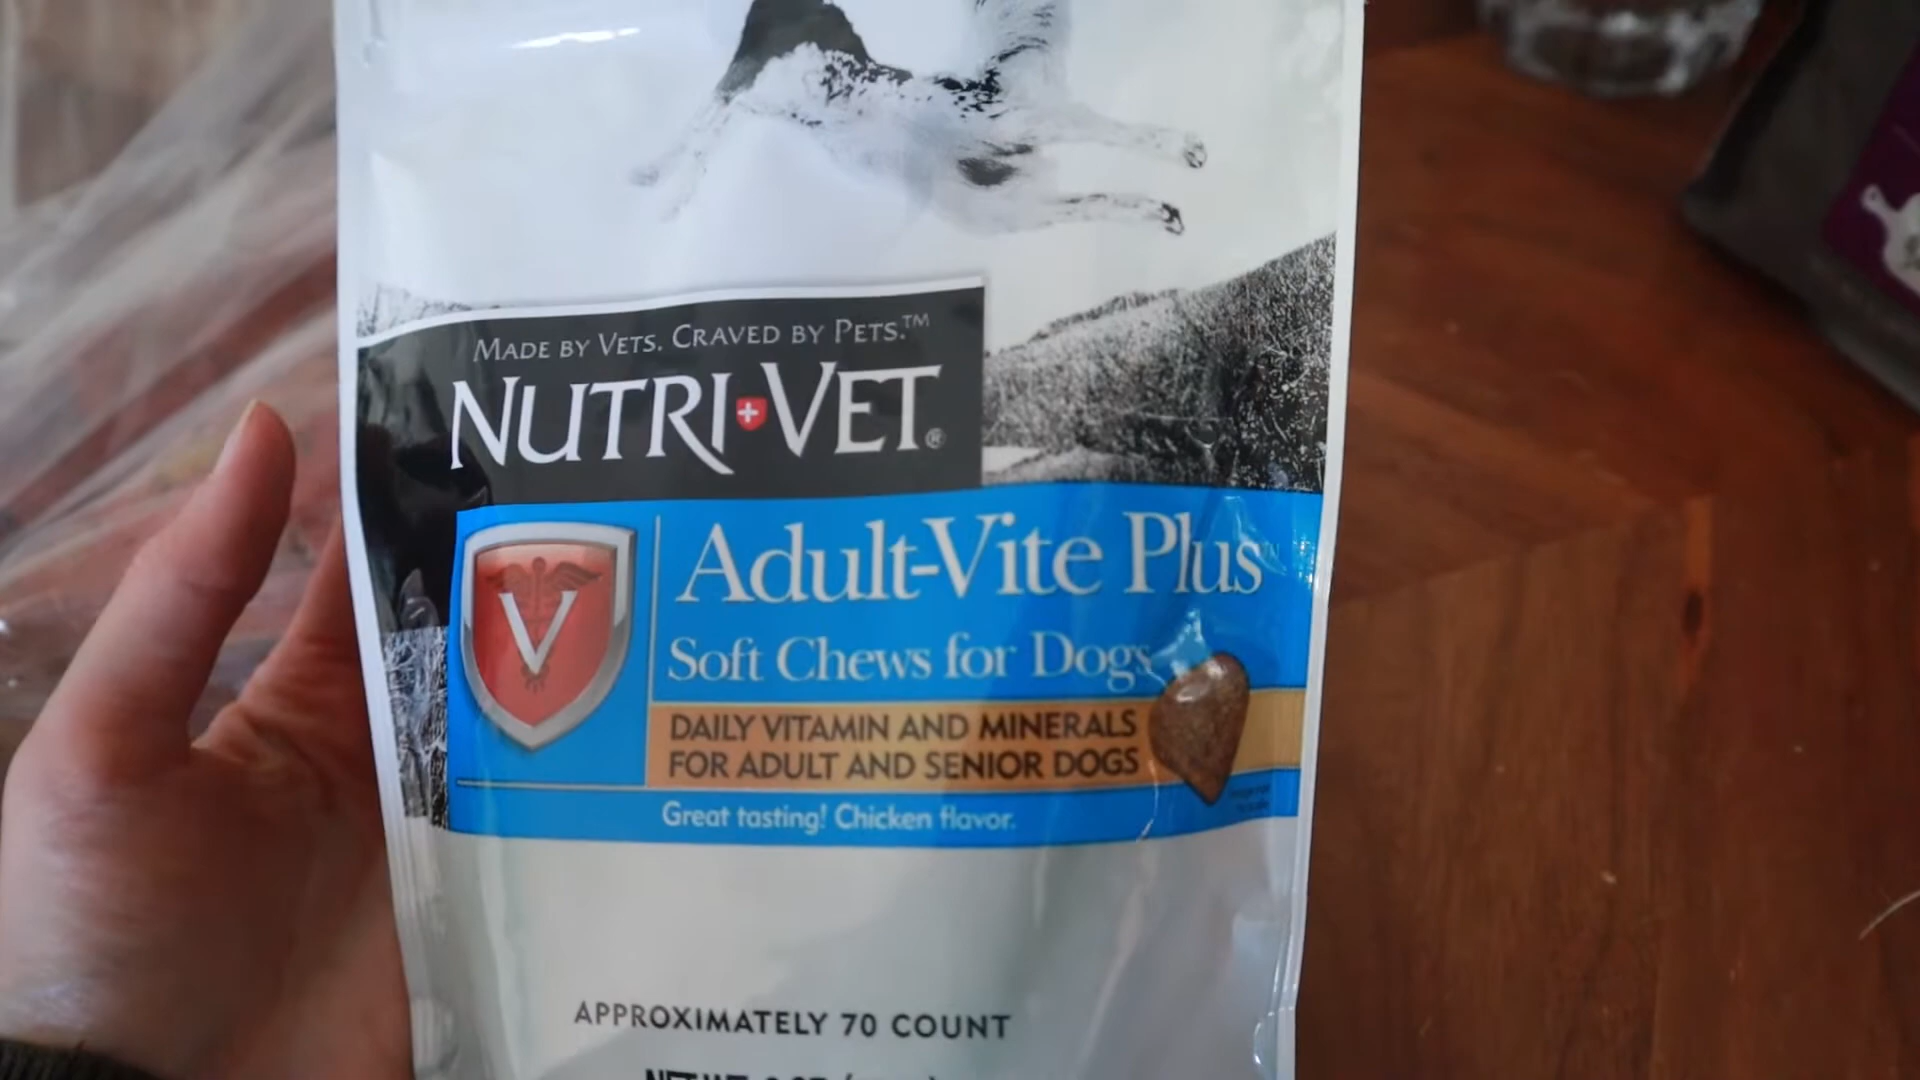 MADE BY VETS. CRAVED BY PETS.™
NUTRI+VET®
V
Adult-Vite Plus™
Soft Chews for Dogs
DAILY VITAMIN AND MINERALS
FOR ADULT AND SENIOR DOGS
Great tasting! Chicken flavor.
APPROXIMATELY 70 COUNT